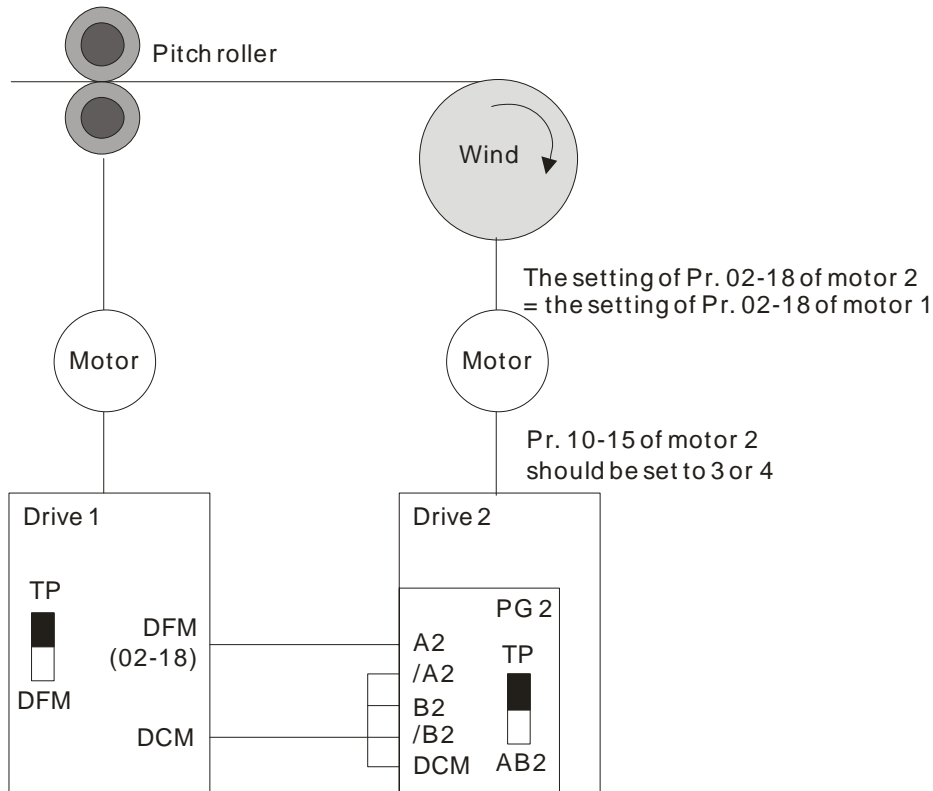 Pitch roller
Wind
The setting of Pr. 02-18 of motor 2
= the setting of Pr. 02-18 of motor 1
Motor
Motor
Pr. 10-15 of motor 2
should be set to 3 or 4
Drive 1
TP
DFM
DFM
(02-18)
DCM
Drive 2
PG 2
A2
/A2
B2
/B2
DCM
TP
AB2